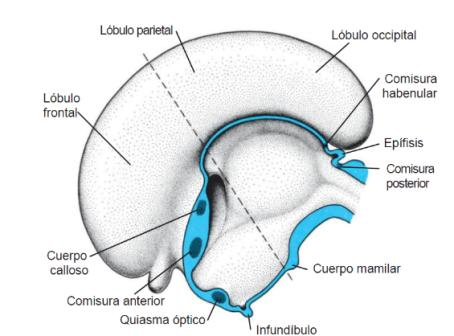 Lóbulo parietal
Lóbulo occipital
Lóbulo
frontal
Comisura
habenular
Epífisis
Comisura
posterior
Cuerpo
calloso
Cuerpo mamilar
Comisura anterior
Quiasma óptico
Infundíbulo